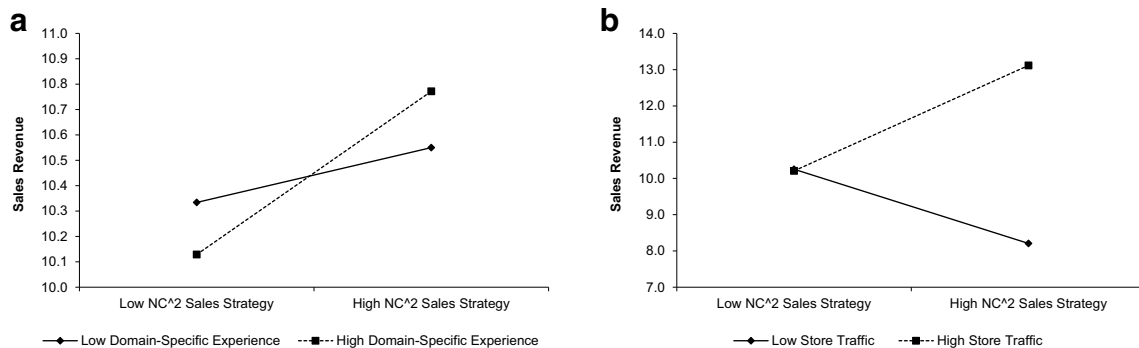 a
Sales Revenue
11.0
10.9
10.8
10.7
10.6
10.5
10.4
10.3
10.2
10.1
10.0
Low NC^2 Sales Strategy
High NC^2 Sales Strategy
Low Domain-Specific Experience
High Domain-Specific Experience
b
Sales Revenue
14.0
13.0
12.0
11.0
10.0
9.0
8.0
7.0
Low NC^2 Sales Strategy
High NC^2 Sales Strategy
Low Store Traffic
High Store Traffic